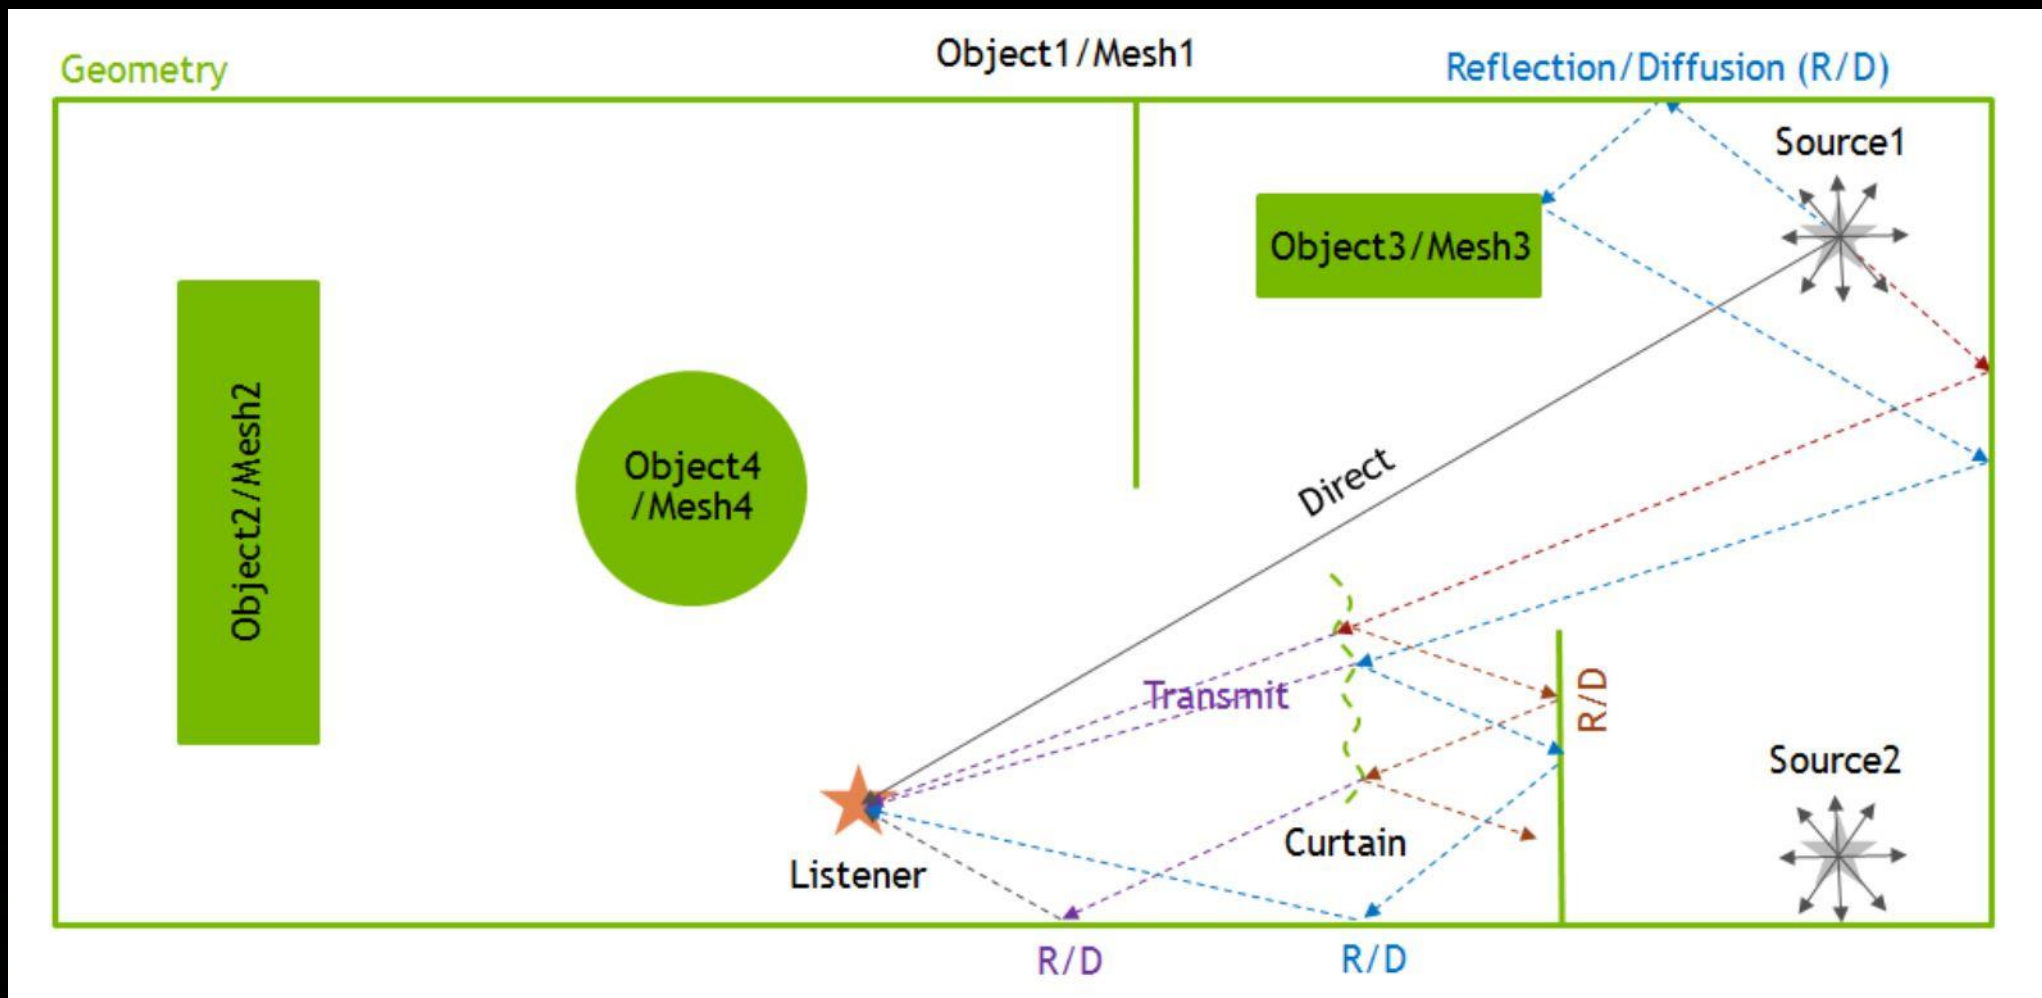 Object1/Mesh1
Geometry
Reflection/Diffusion (R/D)
Source1
Object3/Mesh3
Object2/Mesh2
Object4
/Mesh4
Direct
Transmit
R/D
Source2
Curtain
Listener
R/D
R/D